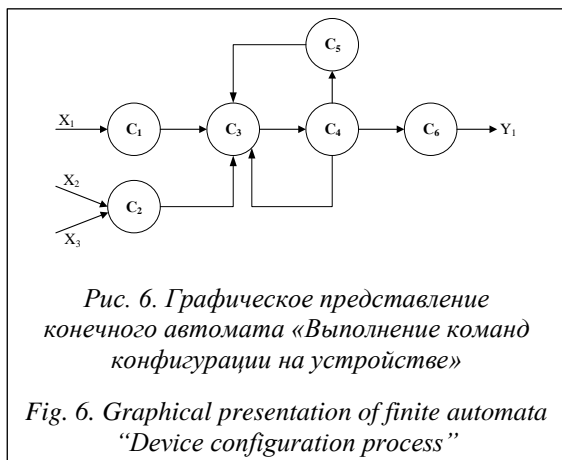 C₅
X₁
C₁
C₃
C₄
C₆
Y₁
X₂
C₂
X₃
Рис. 6. Графическое представление
конечного автомата «Выполнение команд
конфигурации на устройстве»
Fig. 6. Graphical presentation of finite automata
“Device configuration process”